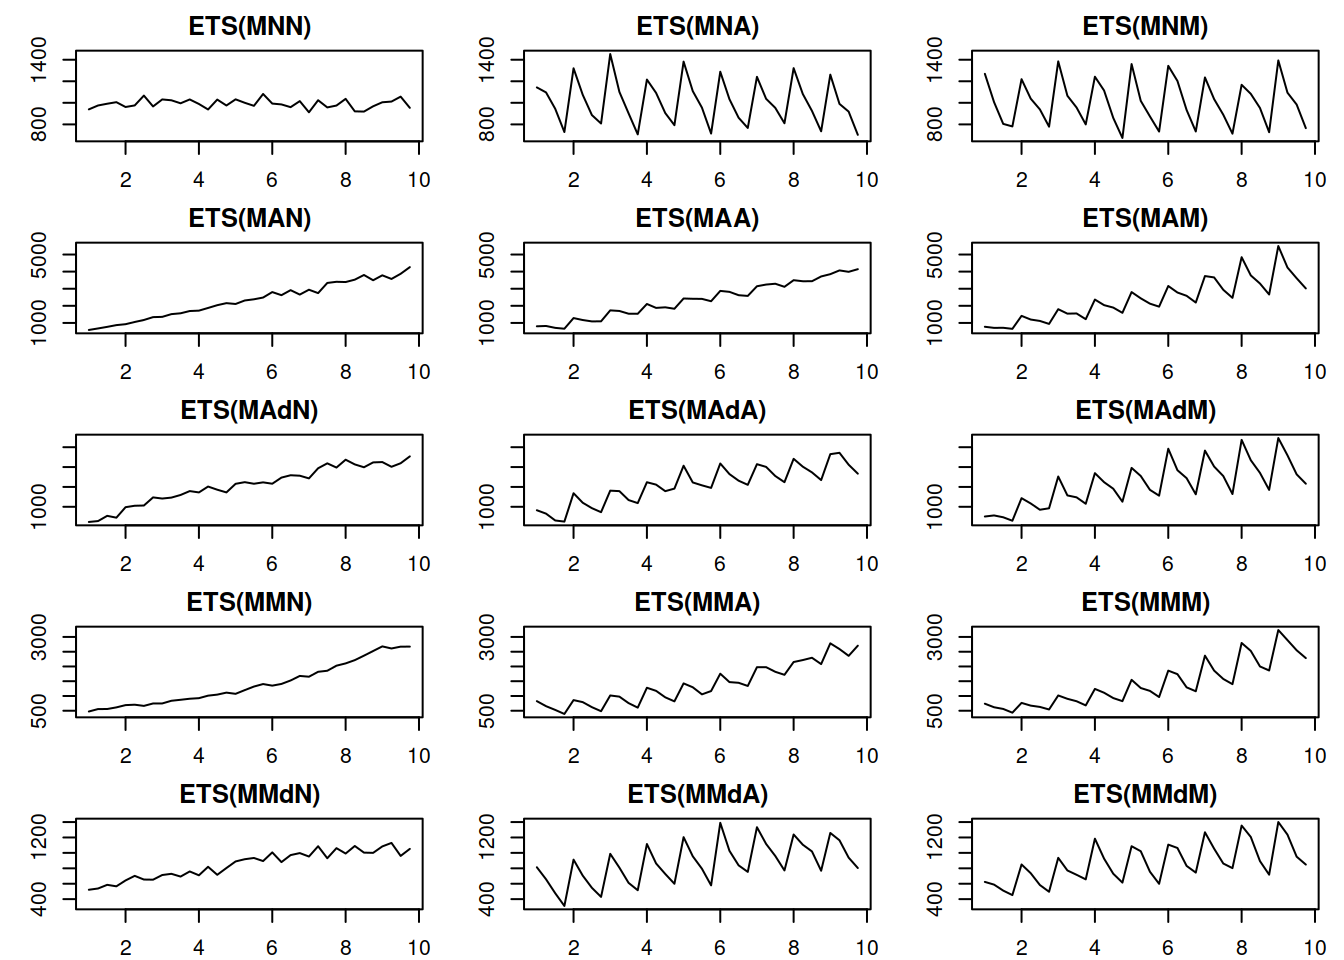 ETS(MNN) ETS(MNA) ETS(MNM)
1400 1400 1400
800 800 800
2 4 6 8 10 2 4 6 8 10 2 4 6 8 10
ETS(MAN) ETS(MAA) ETS(MAM)
5000 5000 5000
1000 1000 1000
2 4 6 8 10 2 4 6 8 10 2 4 6 8 10
ETS(MAdN) ETS(MAdA) ETS(MAdM)
1000 1000 1000
2 4 6 8 10 2 4 6 8 10 2 4 6 8 10
ETS(MMN) ETS(MMA) ETS(MMM)
3000 3000 3000
500 500 500
2 4 6 8 10 2 4 6 8 10 2 4 6 8 10
ETS(MMdN) ETS(MMdA) ETS(MMdM)
1200 1200 1200
400 400 400
2 4 6 8 10 2 4 6 8 10 2 4 6 8 10